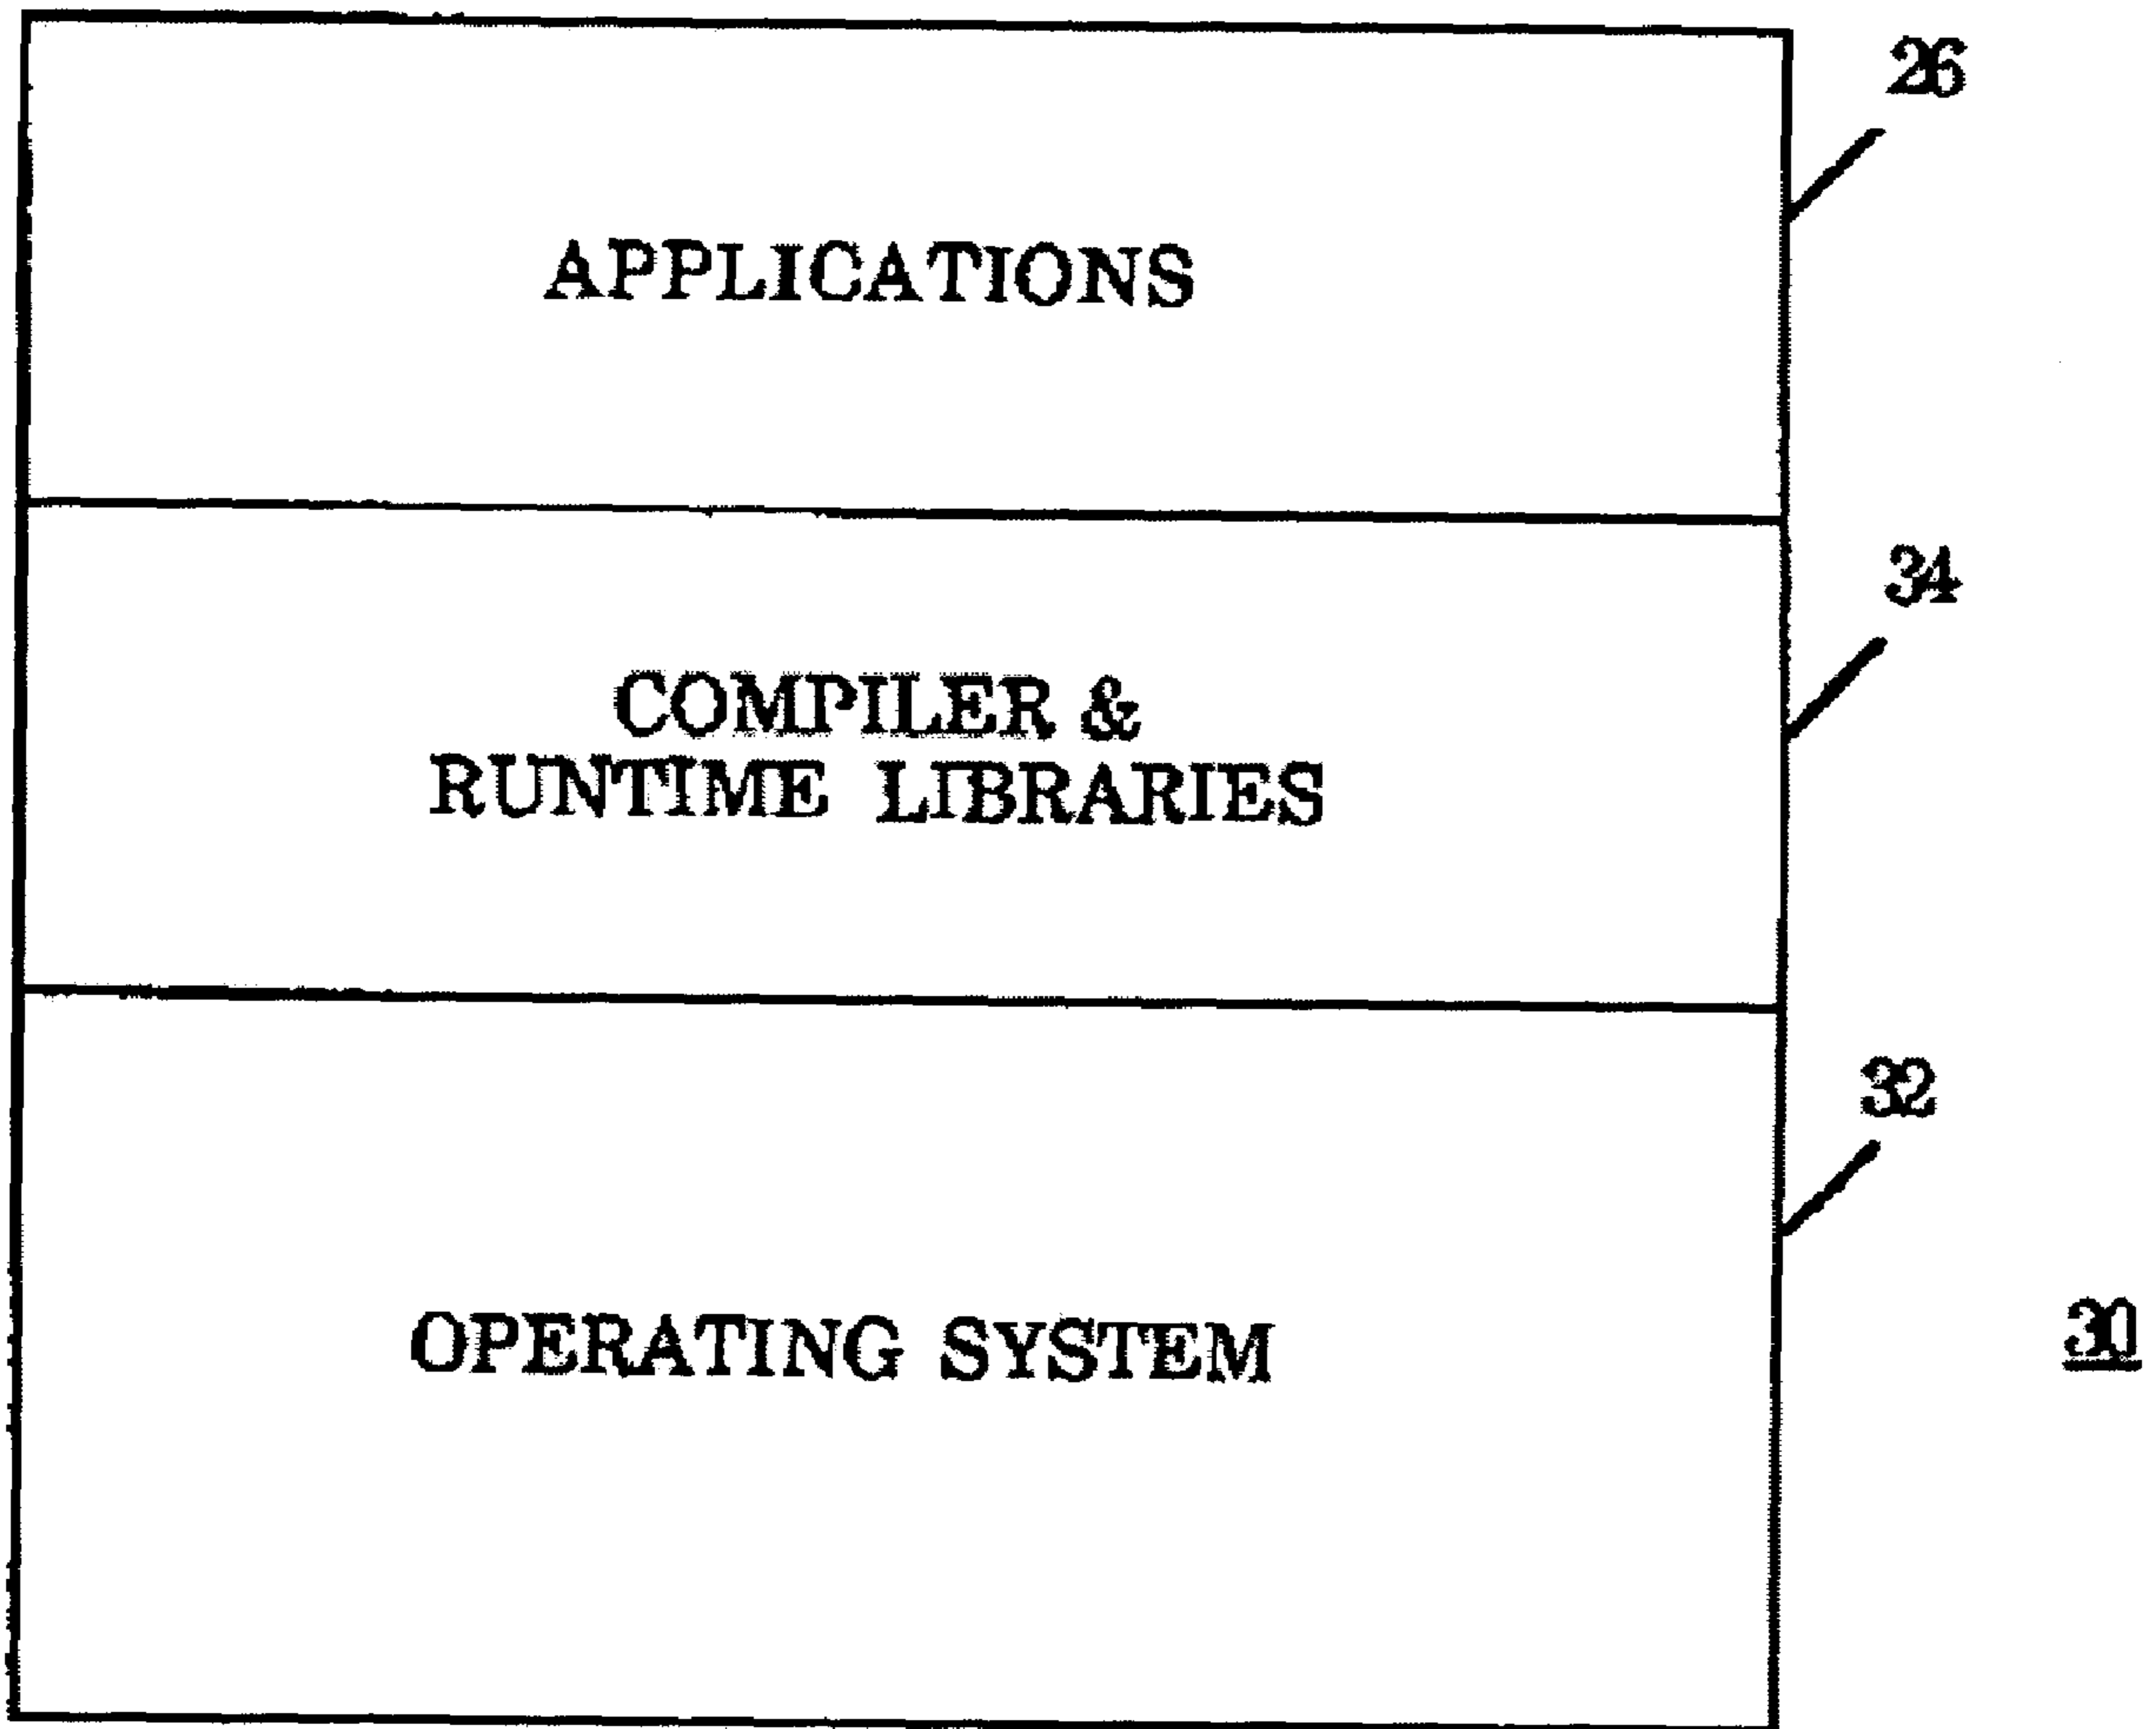 26
APPLICATIONS
34
COMPILER &
RUNTIME LIBRARIES
32
OPERATING SYSTEM
30